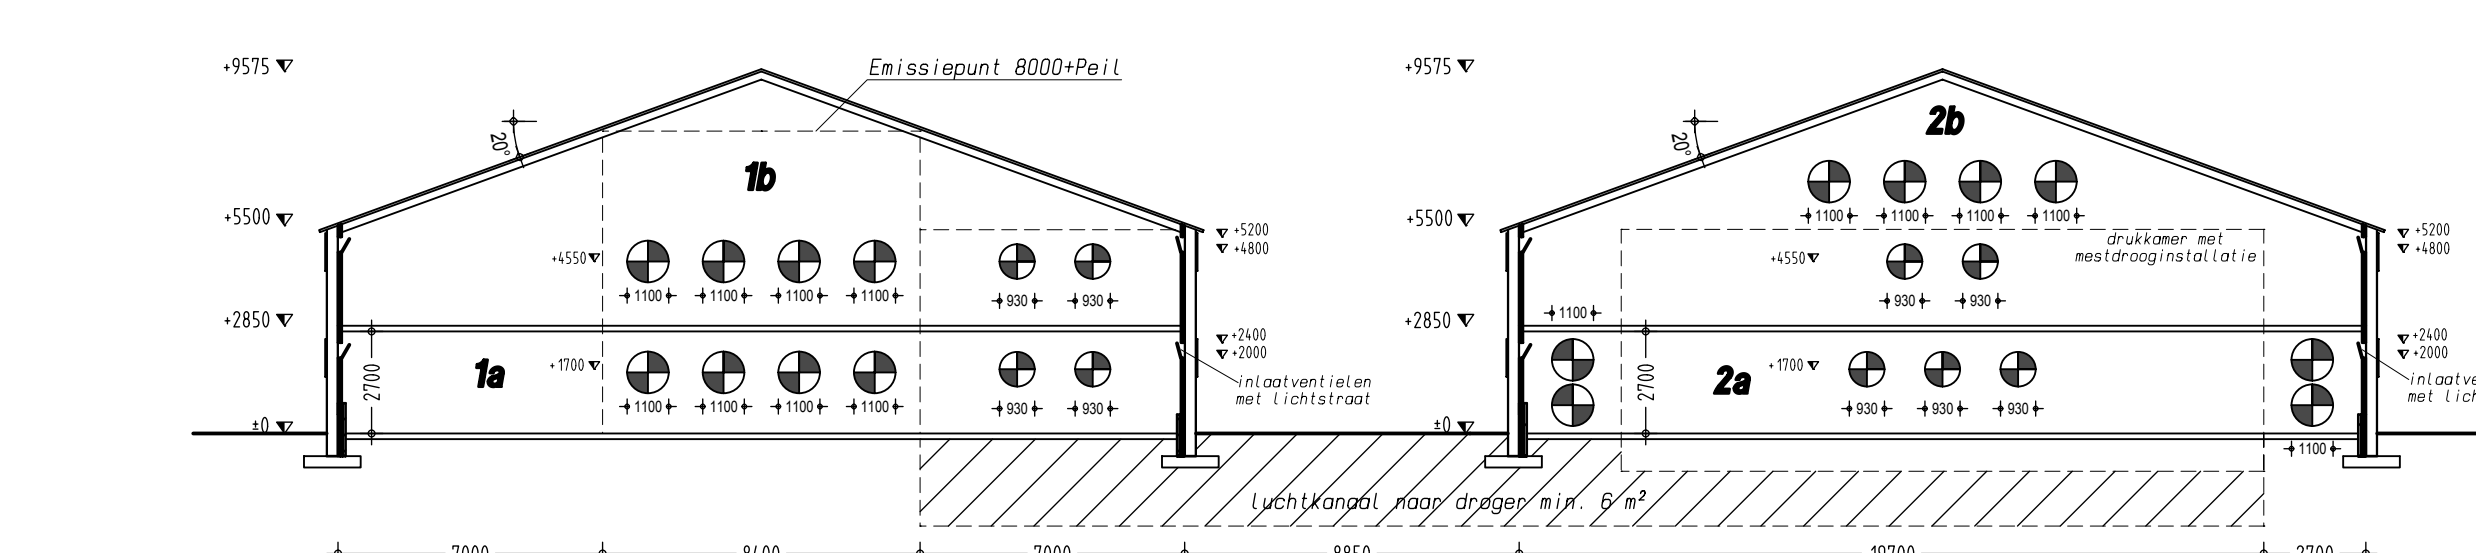 +9575
Emissiepunt 8000+Peil
20°
1b
+5500
+5200
+4800
+4550
1100 1100 1100 1100
930 930
+2850
+2400
+2000
1a
+1700
2700
1100 1100 1100 1100
930 930
inlaatventielen
met lichtstraat
±0
+9575
20°
2b
1100 1100 1100 1100
+5500
+5200
+4800
drukkamer met
mestdrooginstallatie
+4550
930 930
1100
+2850
+2400
+2000
2a
+1700
2700
930 930 930
inlaatve
met lich
±0
1100
luchtkanaal naar droger min. 6 m²
7000 8400 7000 8850 19700 2700